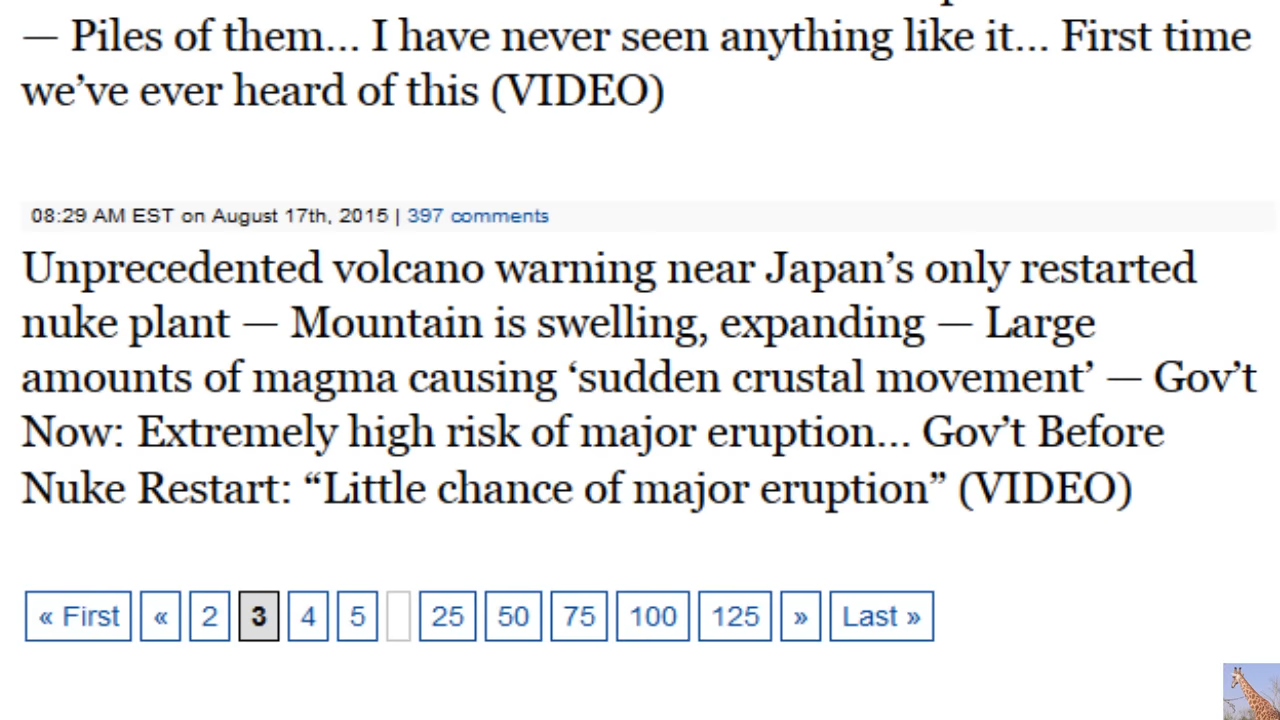 — Piles of them… I have never seen anything like it… First time
we’ve ever heard of this (VIDEO)
08:29 AM EST on August 17th, 2015 | 397 comments
Unprecedented volcano warning near Japan’s only restarted
nuke plant — Mountain is swelling, expanding — Large
amounts of magma causing ‘sudden crustal movement’ — Gov’t
Now: Extremely high risk of major eruption… Gov’t Before
Nuke Restart: “Little chance of major eruption” (VIDEO)
« First « 2 3 4 5 25 50 75 100 125 » Last »